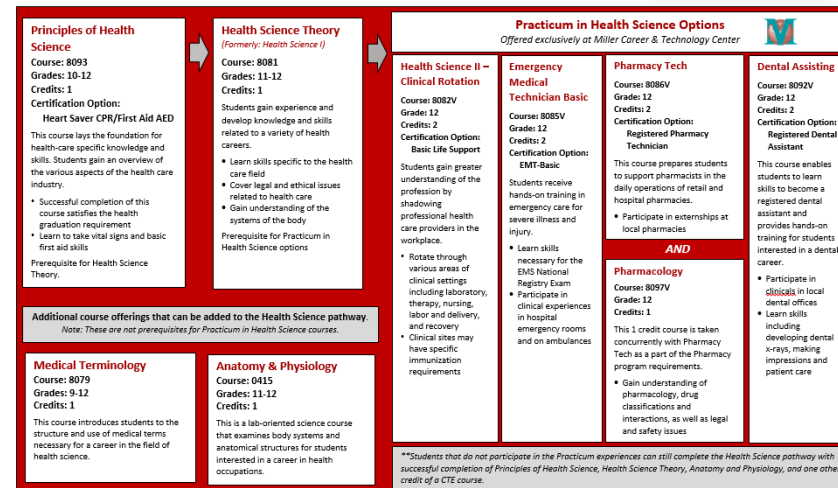 Principles of Health
Science
Course: 8093
Grades: 10-12
Credits: 1
Certification Option:
Heart Saver CPR/First Aid AED
This course lays the foundation for
health-care specific knowledge and
skills. Students gain an overview of
the various aspects of the health care
industry.
• Successful completion of this
course satisfies the health
graduation requirement
• Learn to take vital signs and basic
first aid skills
Prerequisite for Health Science
Theory.
Health Science Theory
(Formerly: Health Science I)
Course: 8081
Grades: 11-12
Credits: 1
Students gain experience and
develop knowledge and skills
related to a variety of health
careers.
• Learn skills specific to the health
care field
• Cover legal and ethical issues
related to health care
• Gain understanding of the
systems of the body
Prerequisite for Practicum in
Health Science options
Additional course offerings that can be added to the Health Science pathway.
Note: These are not prerequisites for Practicum in Health Science courses.
Medical Terminology
Course: 8079
Grades: 9-12
Credits: 1
This course introduces students to the
structure and use of medical terms
necessary for a career in the field of
health science.
Anatomy & Physiology
Course: 0415
Grades: 11-12
Credits: 1
This is a lab-oriented science course
that examines body systems and
anatomical structures for students
interested in a career in health
occupations.
Practicum in Health Science Options
Offered exclusively at Miller Career & Technology Center
Health Science II –
Clinical Rotation
Course: 8082V
Grade: 12
Credits: 2
Certification Option:
Basic Life Support
Students gain greater
understanding of the
profession by
shadowing
professional health
care providers in the
workplace.
• Rotate through
various areas of
clinical settings
including laboratory,
therapy, nursing,
labor and delivery,
and recovery
• Clinical sites may
have specific
immunization
requirements
Emergency
Medical
Technician Basic
Course: 8085V
Grade: 12
Credits: 2
Certification Option:
EMT-Basic
Students receive
hands-on training in
emergency care for
severe illness and
injury.
• Learn skills
necessary for the
EMS National
Registry Exam
• Participate in
clinical experiences
in hospital
emergency rooms
and on ambulances
Pharmacy Tech
Course: 8086V
Grade: 12
Credits: 2
Certification Option:
Registered Pharmacy
Technician
This course prepares students
to support pharmacists in the
daily operations of retail and
hospital pharmacies.
• Participate in externships at
local pharmacies
AND
Pharmacology
Course: 8097V
Grade: 12
Credits: 1
This 1 credit course is taken
concurrently with Pharmacy
Tech as a part of the Pharmacy
program requirements.
• Gain understanding of
pharmacology, drug
classifications and
interactions, as well as legal
and safety issues
Dental Assisting
Course: 8092V
Grade: 12
Credits: 2
Certification Option:
Registered Dental
Assistant
This course enables
students to learn
skills to become a
registered dental
assistant and
provides hands-on
training for students
interested in a dental
career.
• Participate in
clinicals in local
dental offices
• Learn skills
including
developing dental
x-rays, making
impressions and
patient care
**Students that do not participate in the Practicum experiences can still complete the Health Science pathway with
successful completion of Principles of Health Science, Health Science Theory, Anatomy and Physiology, and one other
credit of a CTE course.